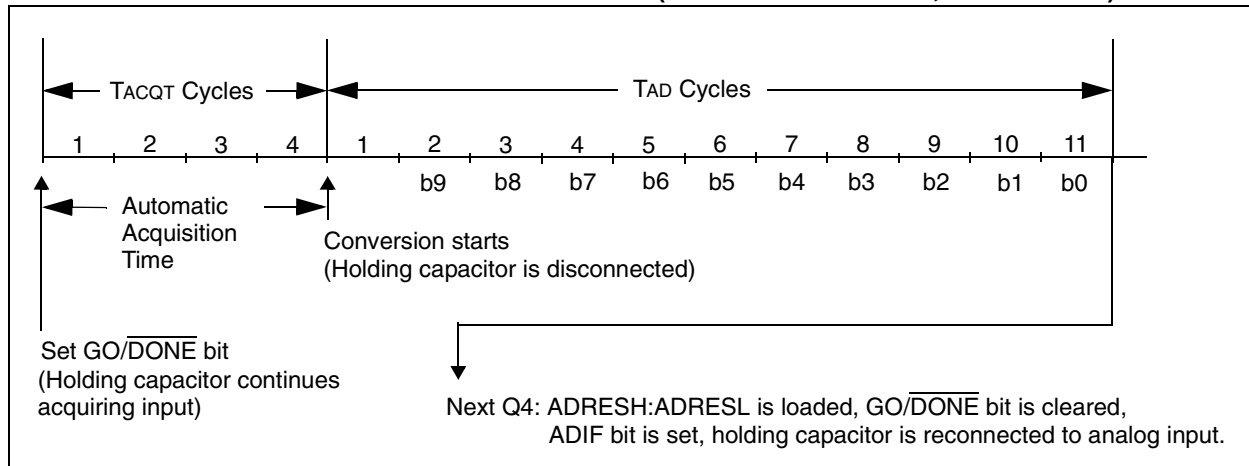 TACQT Cycles TAD Cycles
1 2 3 4 1 2 3 4 5 6 7 8 9 10 11
b9 b8 b7 b6 b5 b4 b3 b2 b1 b0
Automatic
Acquisition
Time
Conversion starts
(Holding capacitor is disconnected)
Set GO/DONE bit
(Holding capacitor continues
acquiring input)
Next Q4: ADRESH:ADRESL is loaded, GO/DONE bit is cleared,
ADIF bit is set, holding capacitor is reconnected to analog input.